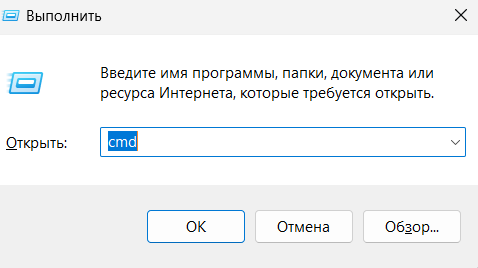 Выполнить
Введите имя программы, папки, документа или
ресурса Интернета, которые требуется открыть.
Открыть: cmd
ОК Отмена Обзор...